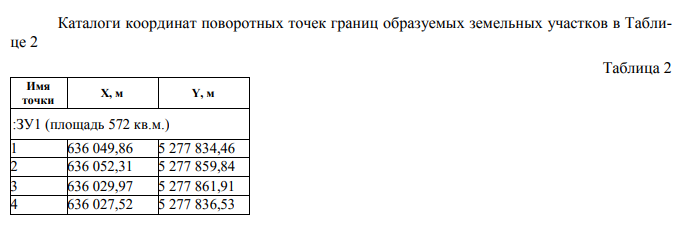 Каталоги координат поворотных точек границ образуемых земельных участков в Табли-
це 2
Таблица 2
Имя точки X, м Y, м
:ЗУ1 (площадь 572 кв.м.)
1 636 049,86 5 277 834,46
2 636 052,31 5 277 859,84
3 636 029,97 5 277 861,91
4 636 027,52 5 277 836,53